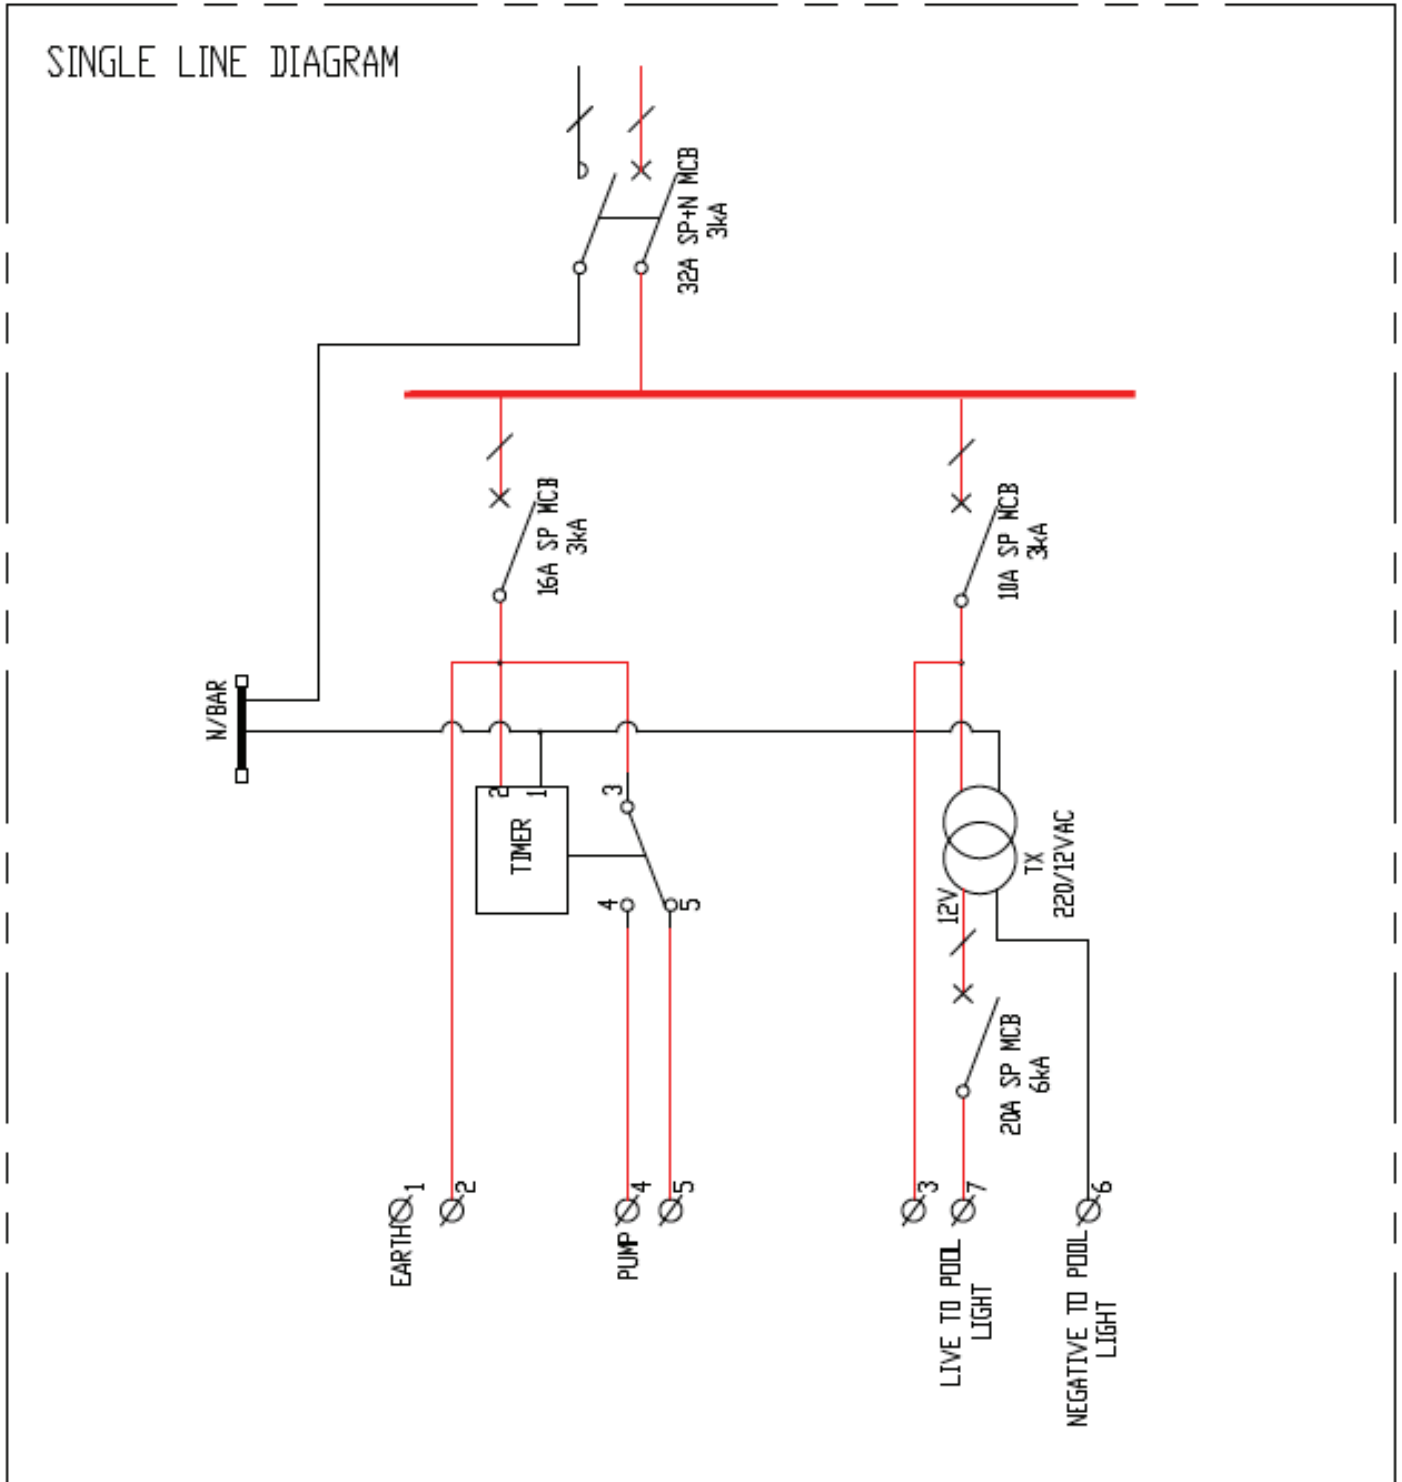 SINGLE LINE DIAGRAM
32A SP+N MCB
3kA
16A SP MCB
3kA
10A SP MCB
3kA
N/BAR
2
1
TIMER
3
4
5
TX
220/12VAC
12V
20A SP MCB
6kA
EARTH
1
2
PUMP
4
5
3
7
LIVE TO POOL
LIGHT
6
NEGATIVE TO POOL
LIGHT